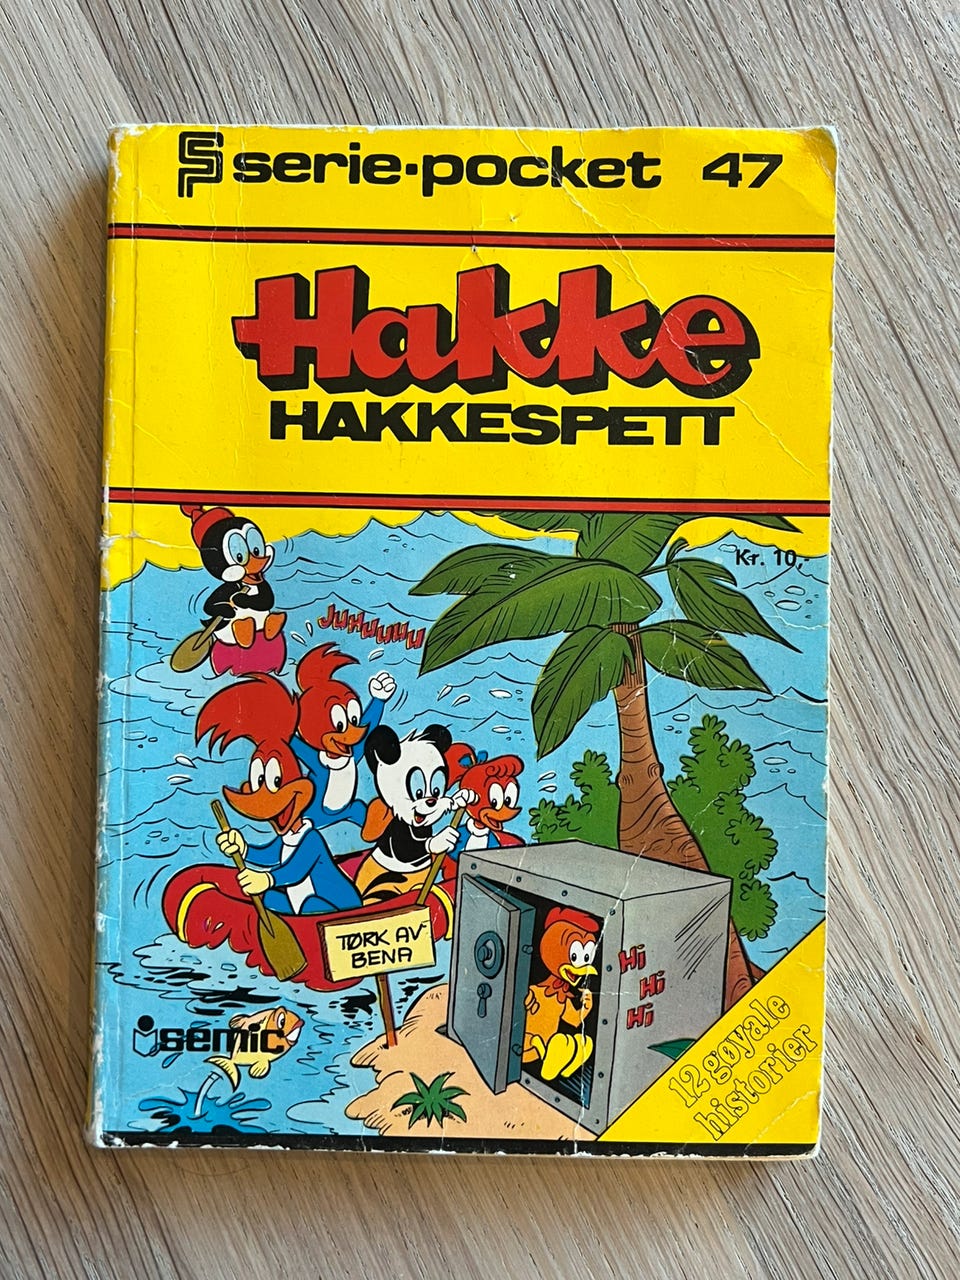 serie·pocket 47
Hakke
HAKKESPETT
Kr. 10,-
JUHUUUU
TØRK AV
BENA
Hi
Hi
Hi
semic
12 gøyale
historier